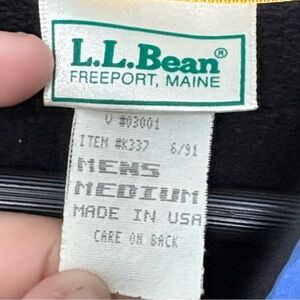 L.L.Bean®
FREEPORT, MAINE
V #03001
ITEM #K337 6/91
MENS
MEDIUM
MADE IN USA
CARE ON BACK